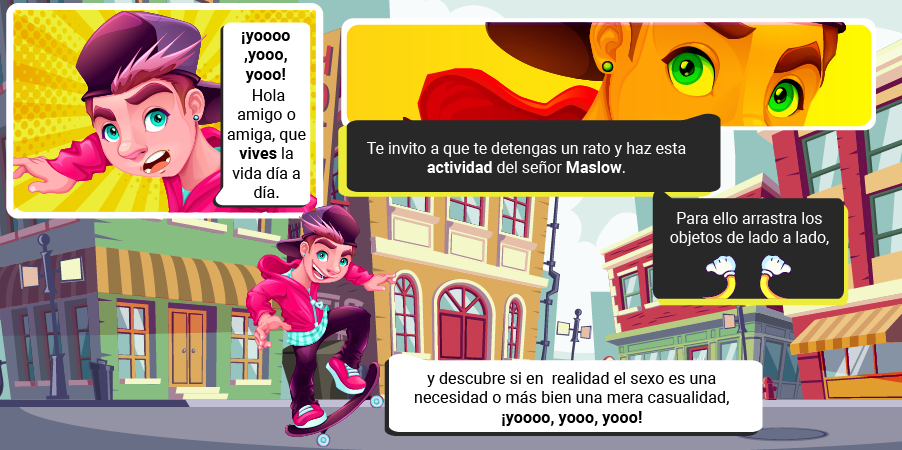 ¡yoooo
,yooo,
yooo!
Hola
amigo o
amiga, que
vives la
vida día a
día.
Te invito a que te detengas un rato y haz esta
actividad del señor Maslow.
Para ello arrastra los
objetos de lado a lado,
y descubre si en  realidad el sexo es una
necesidad o más bien una mera casualidad,
¡yoooo, yooo, yooo!